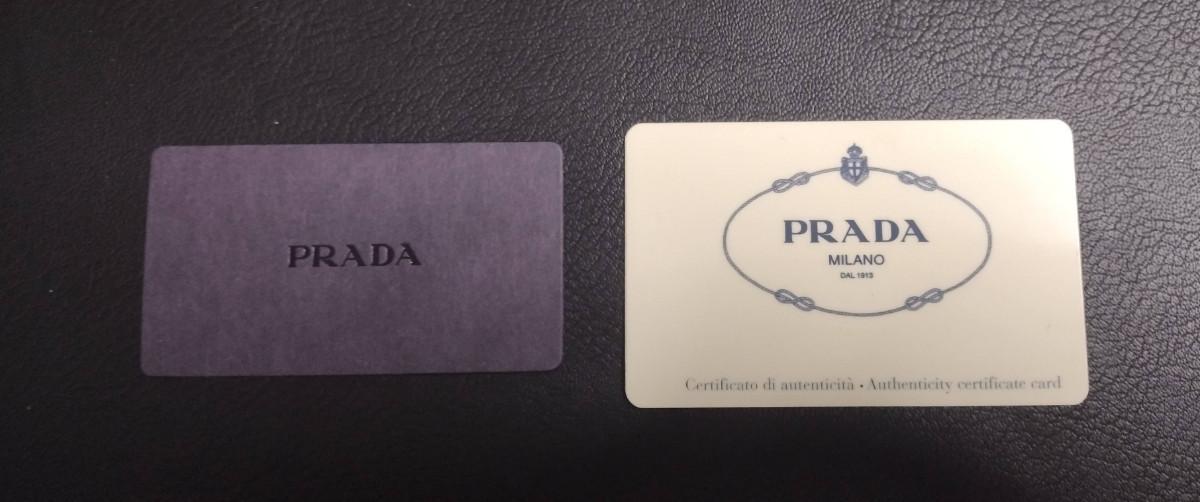 PRADA
PRADA
MILANO
DAL 1913
Certificato di autenticità • Authenticity certificate card